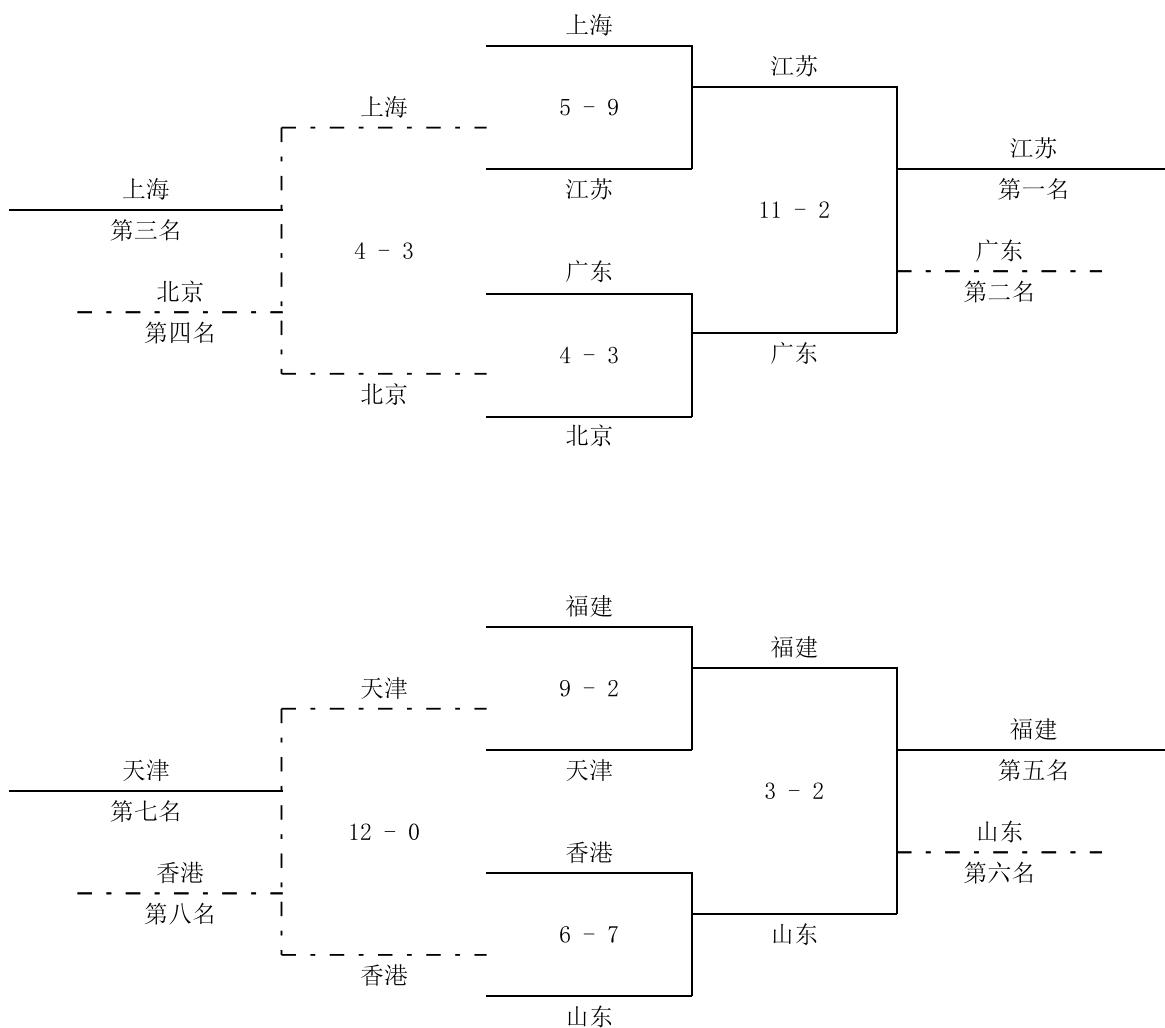 上海
江苏
上海
5 - 9
江苏
上海
江苏
第一名
第三名
11 - 2
4 - 3
广东
广东
北京
第二名
第四名
4 - 3
广东
北京
北京
福建
福建
天津
9 - 2
福建
天津
天津
第五名
第七名
3 - 2
12 - 0
山东
香港
香港
第六名
第八名
6 - 7
山东
香港
山东